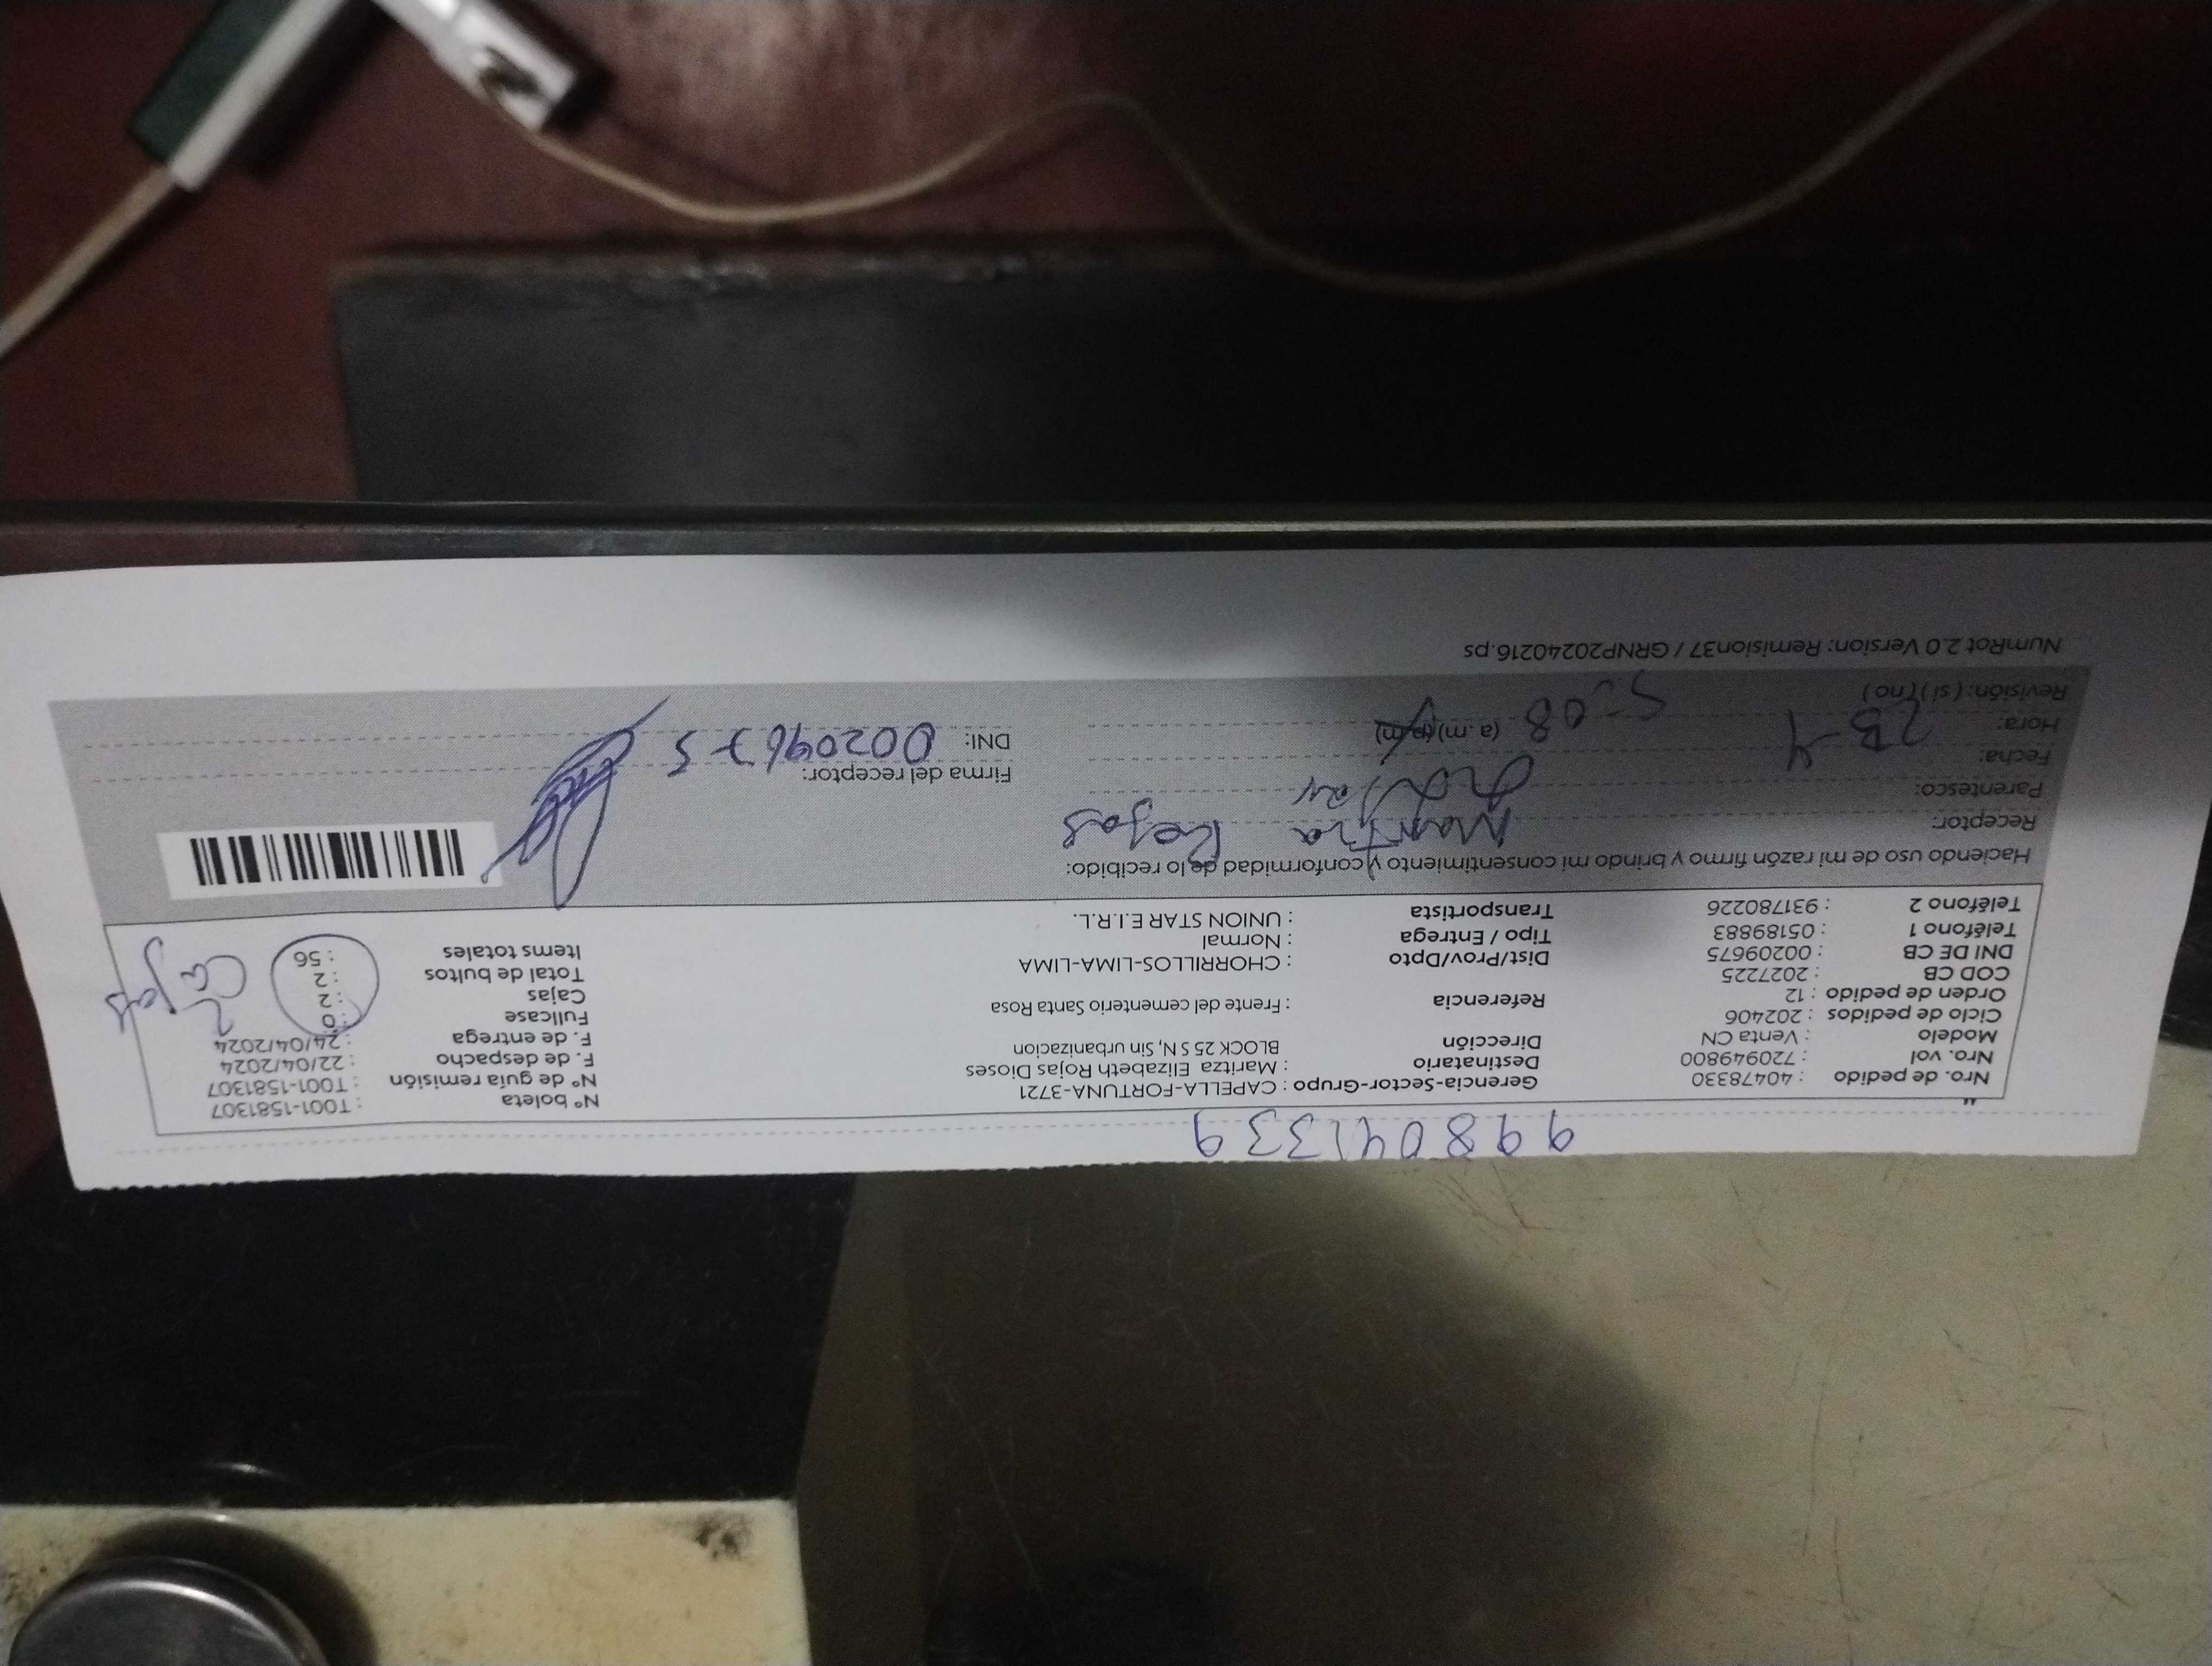 998041339
Nro. de pedido : 40478330 Gerencia-Sector-Grupo : CAPELLA-FORTUNA-3721 N° boleta : T001-1581307
Nro. vol : 720949800 Destinatario : Maritza Elizabeth Rojas Dioses N° de guía remisión : T001-1581307
Modelo : Venta CN Dirección BLOCK 25 S N, Sin urbanizacion F. de despacho : 22/04/2024
Ciclo de pedidos : 202406 F. de entrega : 24/04/2024
Orden de pedido : 12 Referencia : Frente del cementerio Santa Rosa Fullcase : 0
COD CB : 2027225 Cajas : 2 2 Cajas
DNI DE CB : 00209675 Dist/Prov/Dpto : CHORRILLOS-LIMA-LIMA Total de bultos : 2
Teléfono 1 : 05189883 Tipo / Entrega : Normal Items totales : 56
Teléfono 2 : 931780226 Transportista : UNION STAR E.I.R.L.
Haciendo uso de mi razón firmo y brindo mi consentimiento y conformidad de lo recibido:
Receptor: Maritza Rojas
Parentesco:
Fecha: 23-4 Firma del receptor:
Hora: 5:08 (a.m)(p.m) DNI: 00209675
Revisión: ( si ) ( no )
NumRot 2.0 Version: Remision37 / GRNP20240216.ps